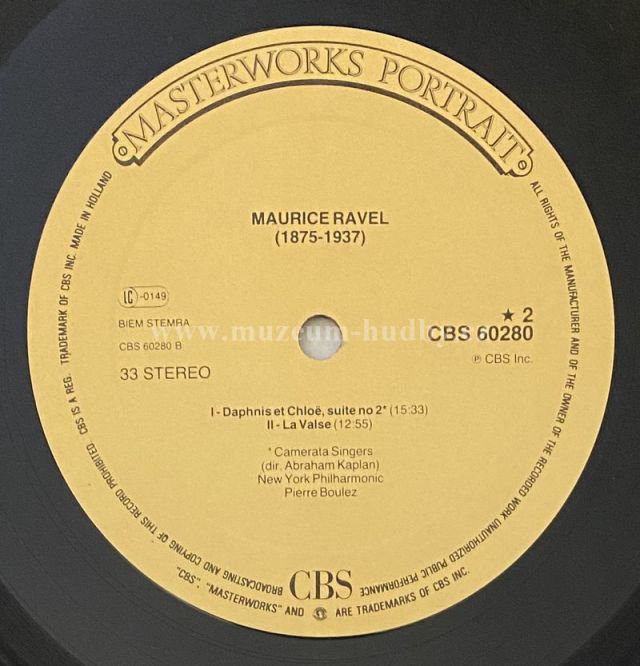 MASTERWORKS PORTRAIT
MAURICE RAVEL
(1875-1937)
LC-0149
BIEM STEMRA
CBS 60280 B
33 STEREO
★ 2
CBS 60280
℗ CBS Inc.
www.muzeum-hudby
I - Daphnis et Chloë, suite no 2* (15:33)
II - La Valse (12:55)
* Camerata Singers
(dir. Abraham Kaplan)
New York Philharmonic
Pierre Boulez
CBS
ALL RIGHTS OF THE MANUFACTURER AND OF THE OWNER OF THE RECORDED WORK UNAUTHORIZED PUBLIC PERFORMANCE BROADCASTING AND COPYING OF THIS RECORD PROHIBITED. CBS IS A REG. TRADEMARK OF CBS INC. MADE IN HOLLAND
"CBS", "MASTERWORKS" AND ARE TRADEMARKS OF CBS INC.